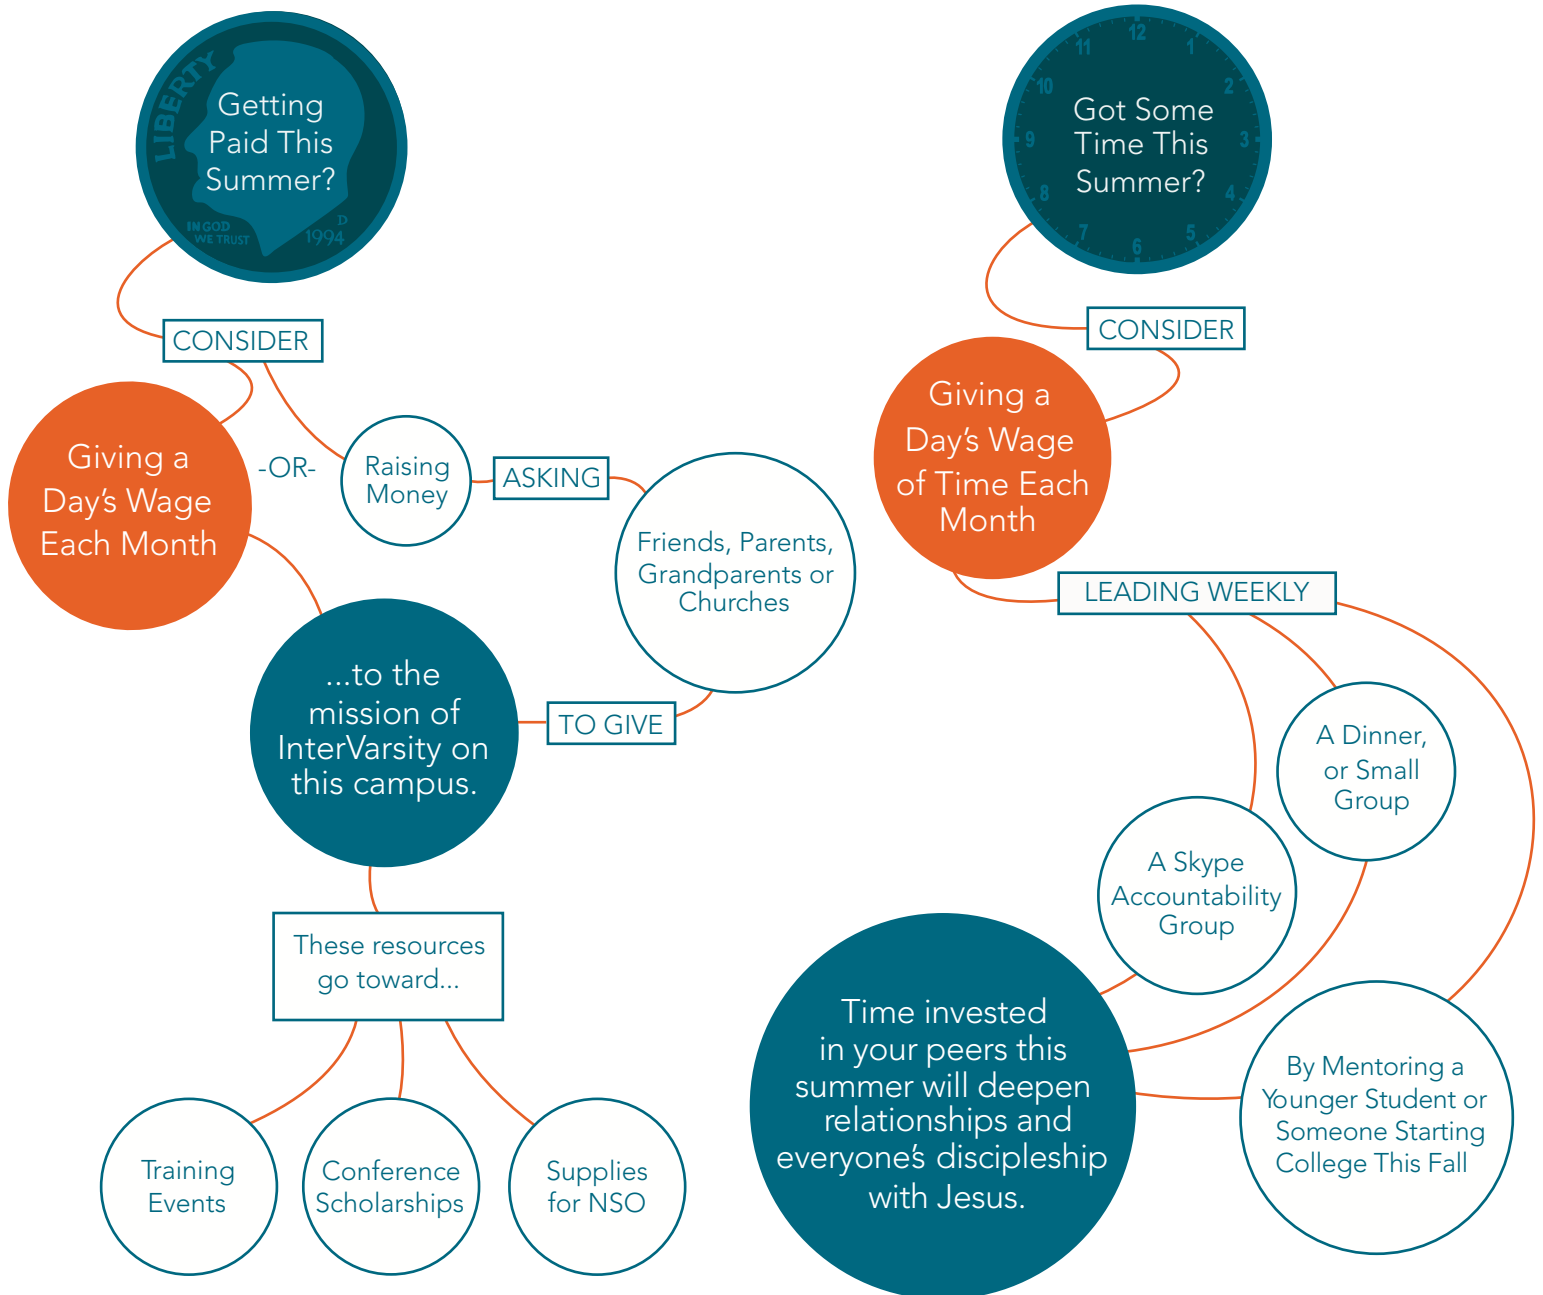 LIBERTY
Getting
Paid This
Summer?
IN GOD
WE TRUST
D
1994
CONSIDER
Giving a
Day's Wage
Each Month
-OR-
Raising
Money
ASKING
Friends, Parents,
Grandparents or
Churches
TO GIVE
...to the
mission of
InterVarsity on
this campus.
These resources
go toward...
Training
Events
Conference
Scholarships
Supplies
for NSO
12
1
2
3
4
5
6
7
8
9
10
11
Got Some
Time This
Summer?
CONSIDER
Giving a
Day's Wage
of Time Each
Month
LEADING WEEKLY
A Dinner,
or Small
Group
A Skype
Accountability
Group
By Mentoring a
Younger Student or
Someone Starting
College This Fall
Time invested
in your peers this
summer will deepen
relationships and
everyone's discipleship
with Jesus.